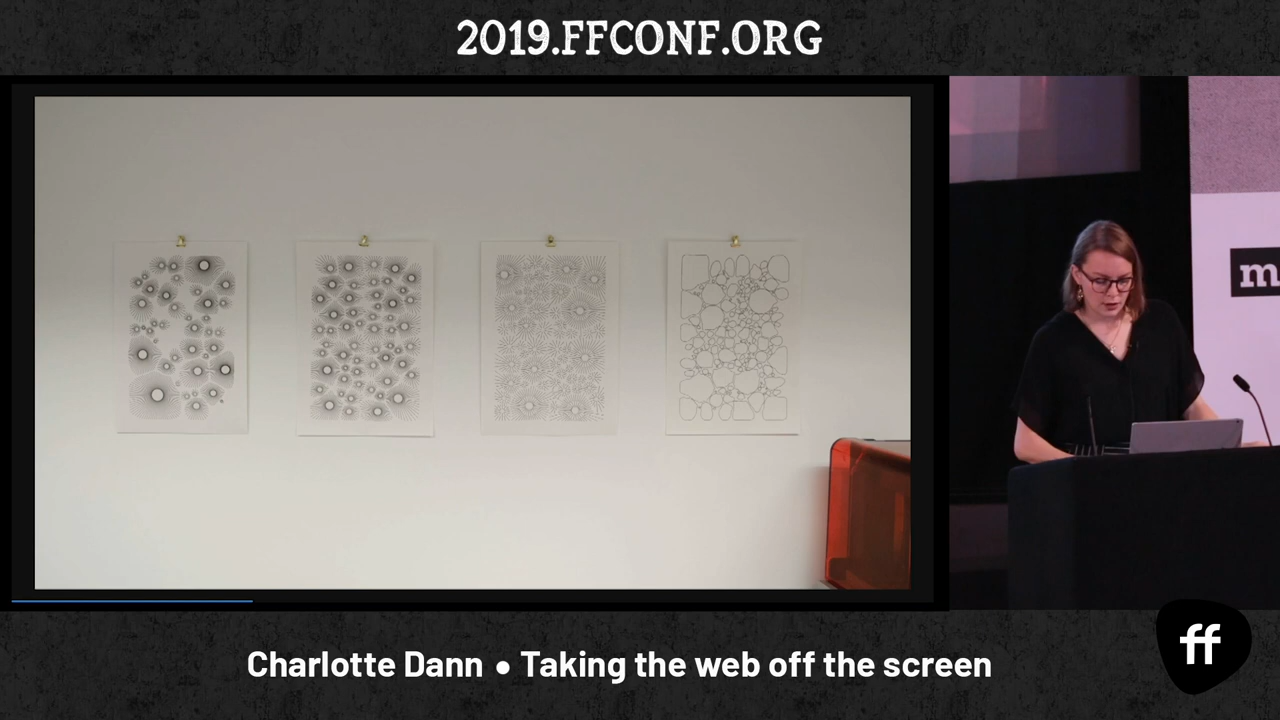 2019.FFCONF.ORG
m
Charlotte Dann • Taking the web off the screen
ff